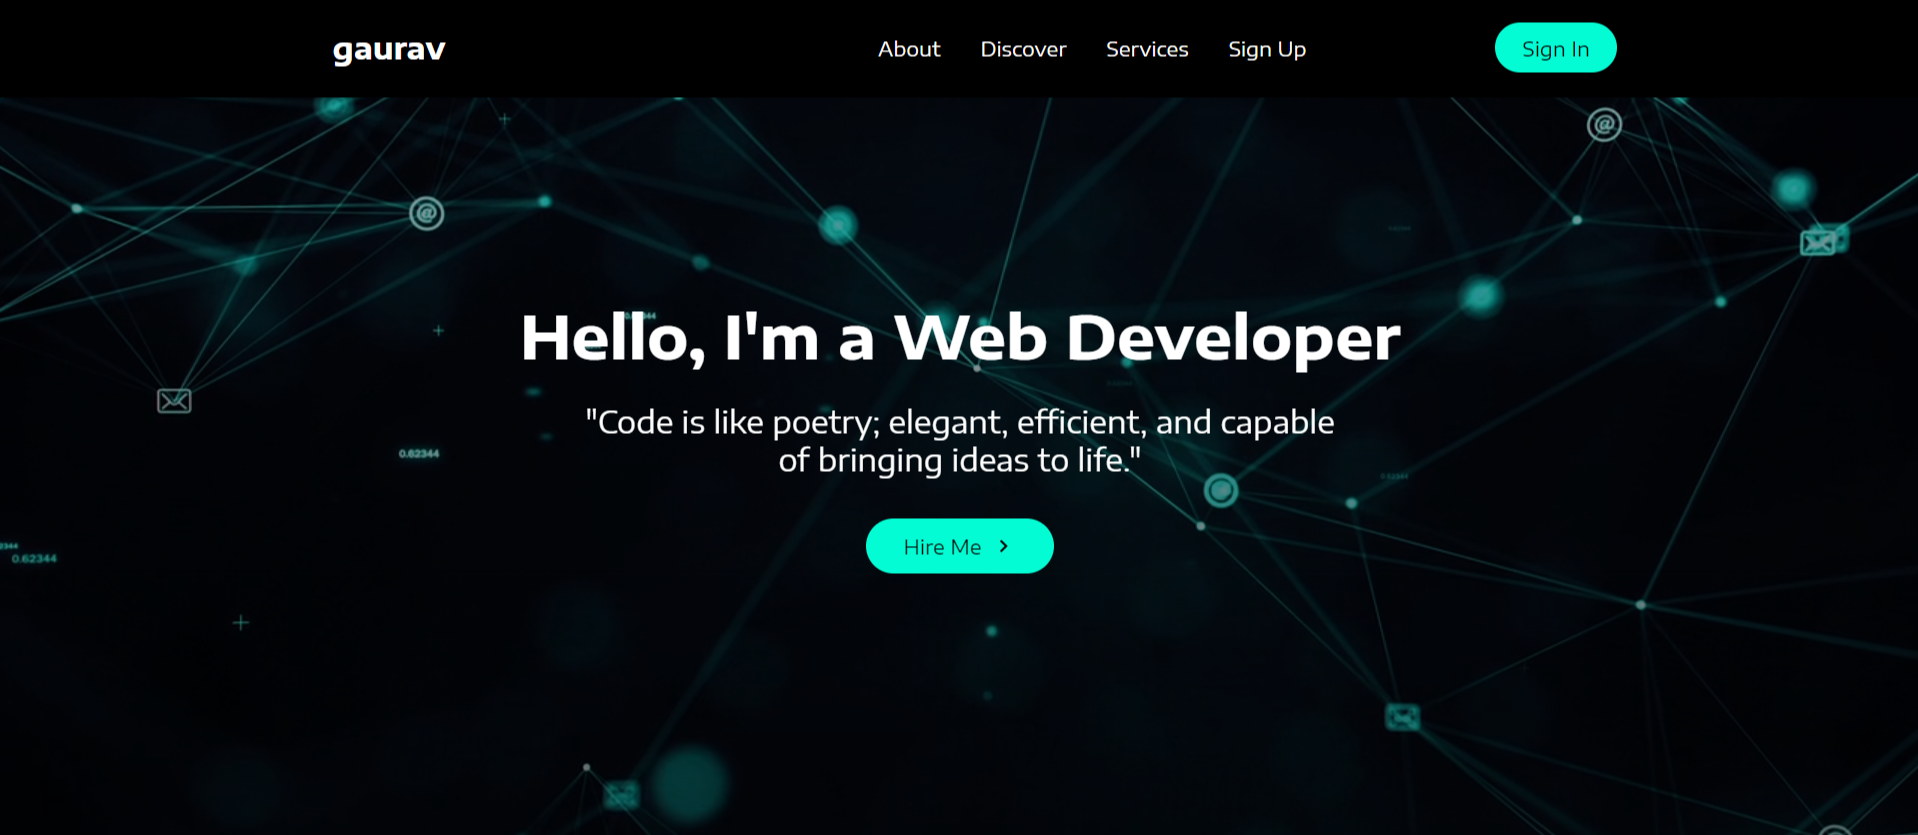 gaurav
About Discover Services Sign Up
Sign In
@
@
Hello, I'm a Web Developer
"Code is like poetry; elegant, efficient, and capable
of bringing ideas to life."
0.62344
Hire Me
0.62344